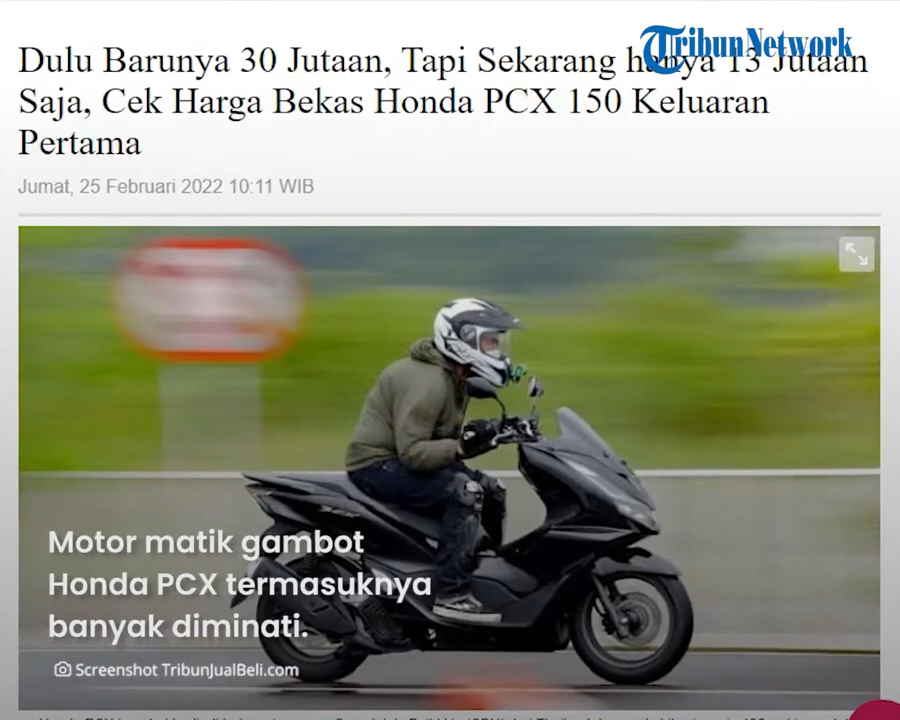 TribunNetwork
Dulu Barunya 30 Jutaan, Tapi Sekarang hanya 13 Jutaan
Saja, Cek Harga Bekas Honda PCX 150 Keluaran
Pertama
Jumat, 25 Februari 2022 10:11 WIB
Motor matik gambot
Honda PCX termasuknya
banyak diminati.
Screenshot TribunJualBeli.com